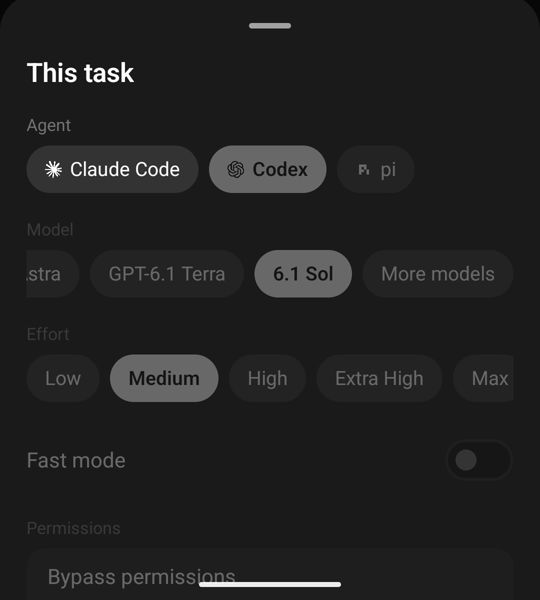 This task
Agent
Claude Code Codex pi
Model
.stra GPT-6.1 Terra 6.1 Sol More models
Effort
Low Medium High Extra High Max
Fast mode
Permissions
Bypass permissions